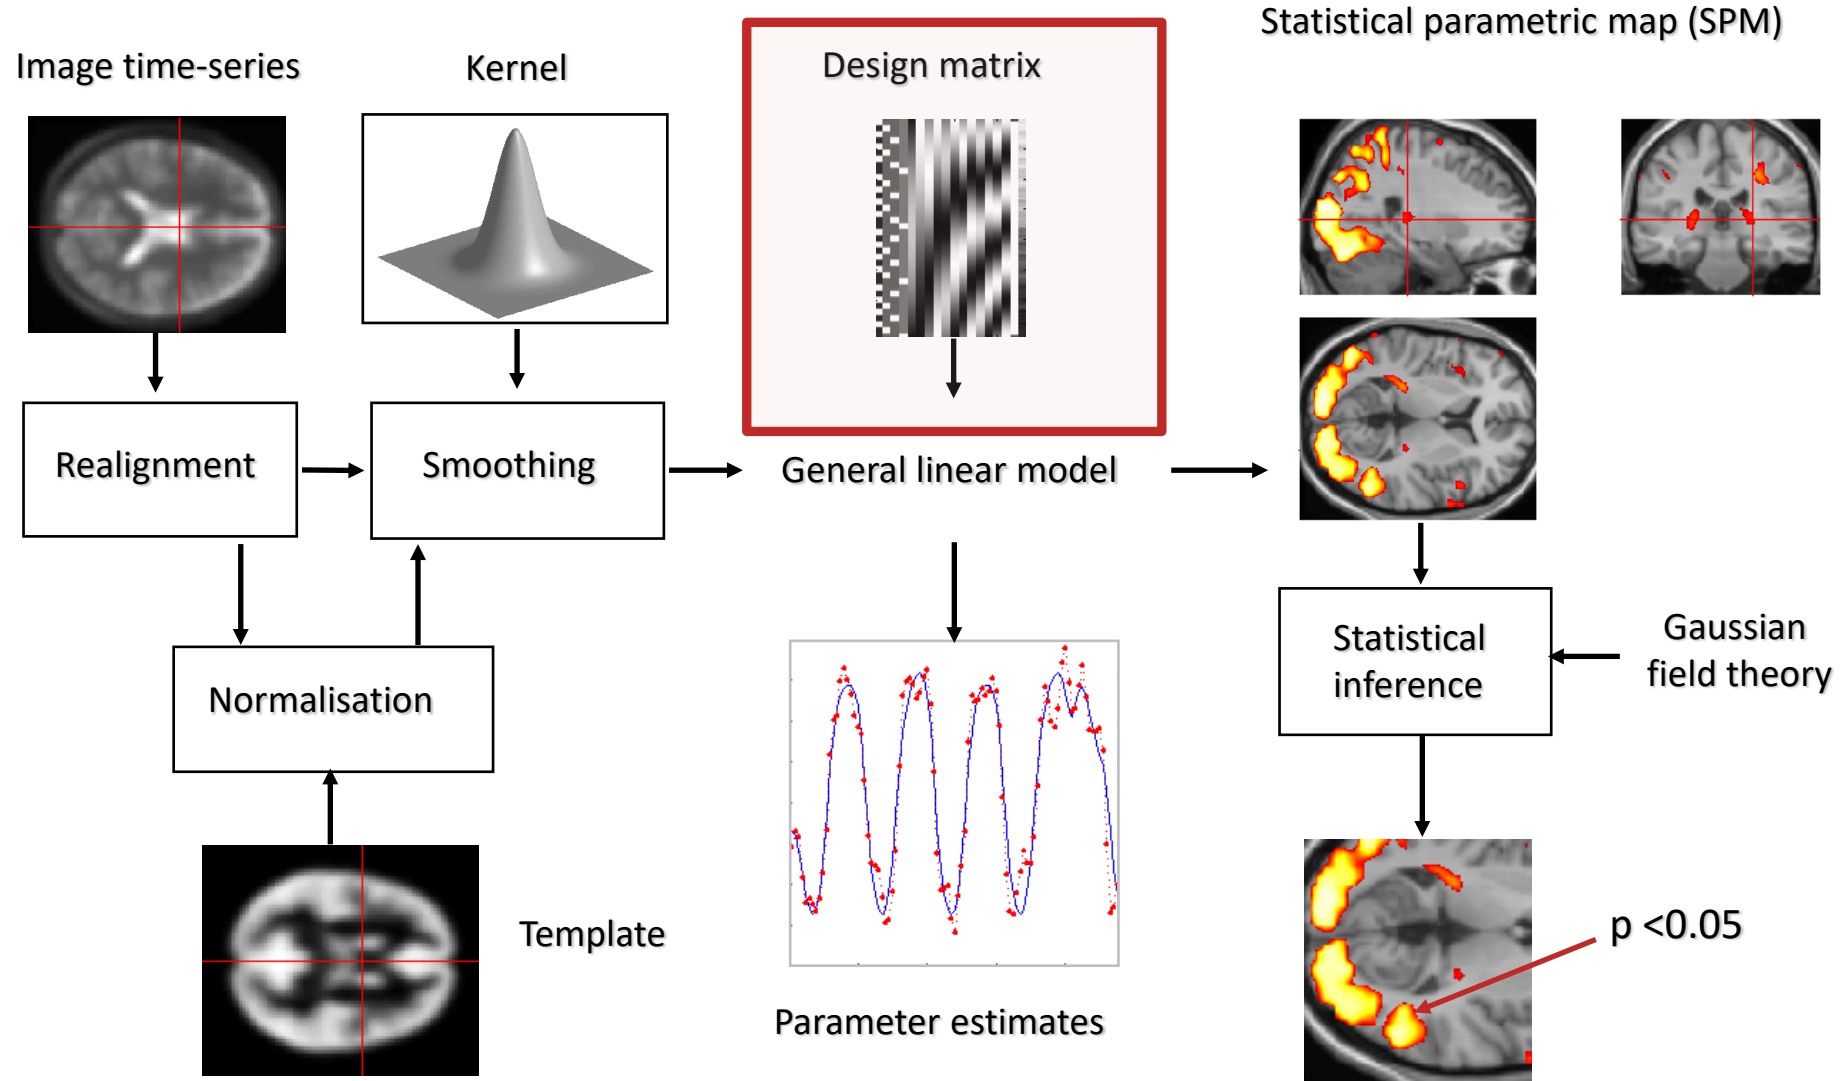 Statistical parametric map (SPM)
Image time-series
Kernel
Design matrix
Realignment
Smoothing
General linear model
Normalisation
Statistical
inference
Gaussian
field theory
Template
p <0.05
Parameter estimates